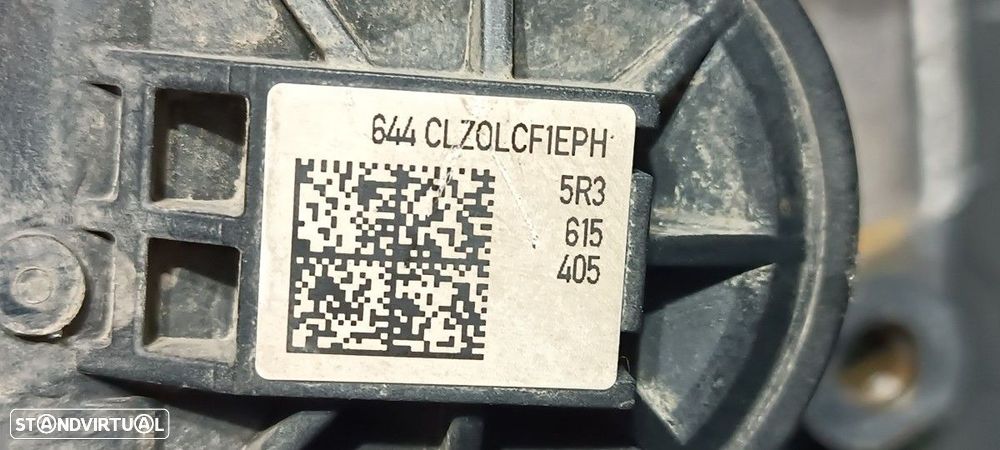 644 CLZOLCF1EPH
5R3
615
405
STANDVIRTUAL